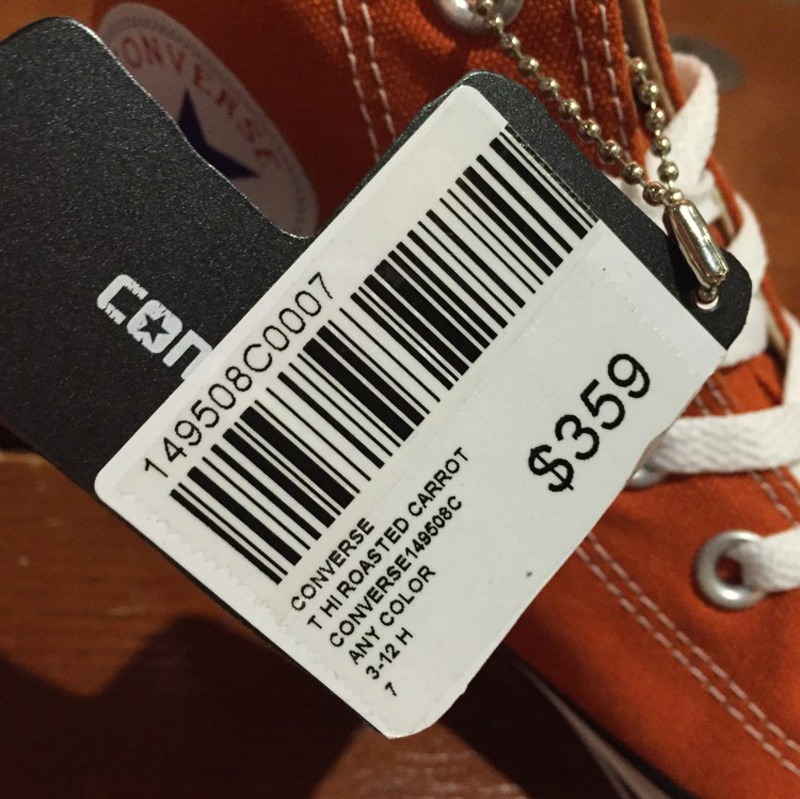 CONVERSE
CON
149508C0007
$359
CONVERSE
T HI ROASTED CARROT
CONVERSE149508C
ANY COLOR
3-12 H
7